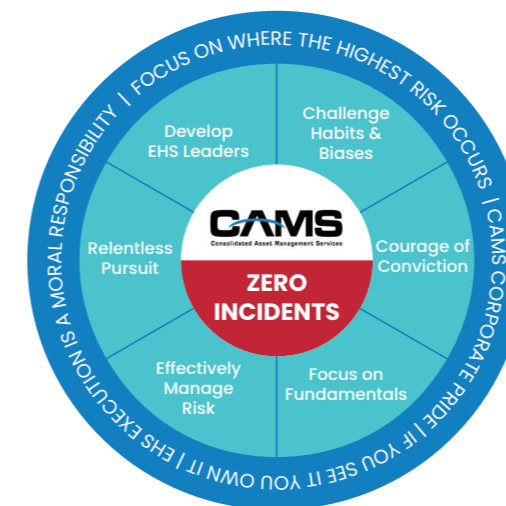 FOCUS ON WHERE THE HIGHEST RISK OCCURS | CAMS CORPORATE PRIDE | IF YOU SEE IT YOU OWN IT | EHS EXECUTION IS A MORAL RESPONSIBILITY |
Develop
EHS Leaders
Challenge
Habits &
Biases
Relentless
Pursuit
CAMS
Consolidated Asset Management Services
ZERO
INCIDENTS
Courage of
Conviction
Effectively
Manage
Risk
Focus on
Fundamentals